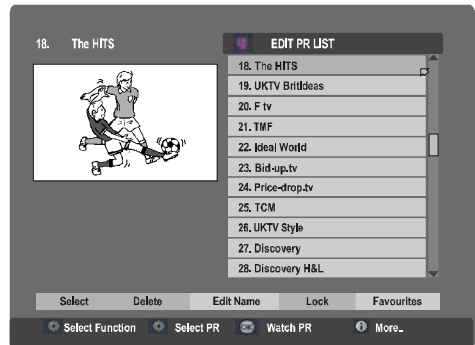 18. The HITS
EDIT PR LIST
18. The HITS
19. UKTV BritIdeas
20. F tv
21. TMF
22. Ideal World
23. Bid-up.tv
24. Price-drop.tv
25. TCM
26. UKTV Style
27. Discovery
28. Discovery H&L
Select Delete Edit Name Lock Favourites
Select Function Select PR Watch PR More...